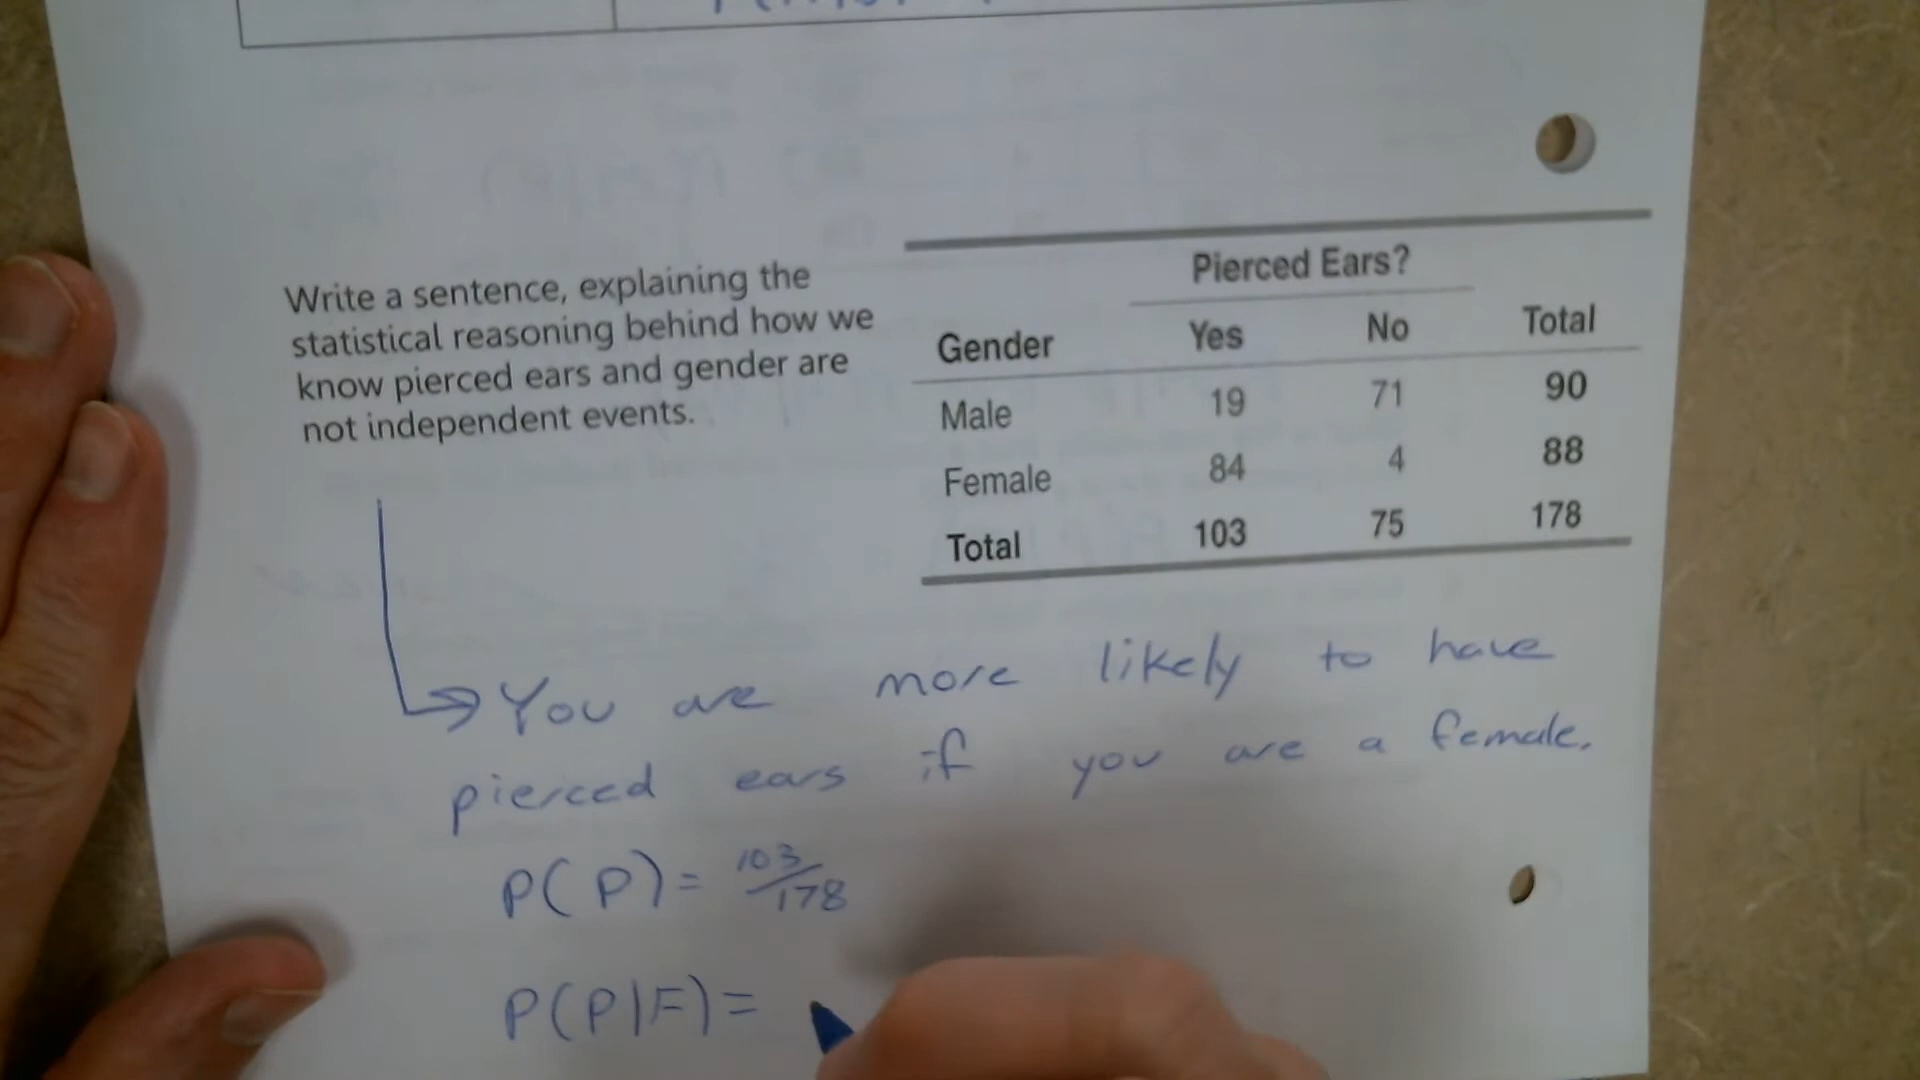 Write a sentence, explaining the
statistical reasoning behind how we
know pierced ears and gender are
not independent events.
Pierced Ears?
Gender Yes No Total
Male 19 71 90
Female 84 4 88
Total 103 75 178
You are more likely to have
pierced ears if you are a female.
P(P) = 103/178
P(P|F) =